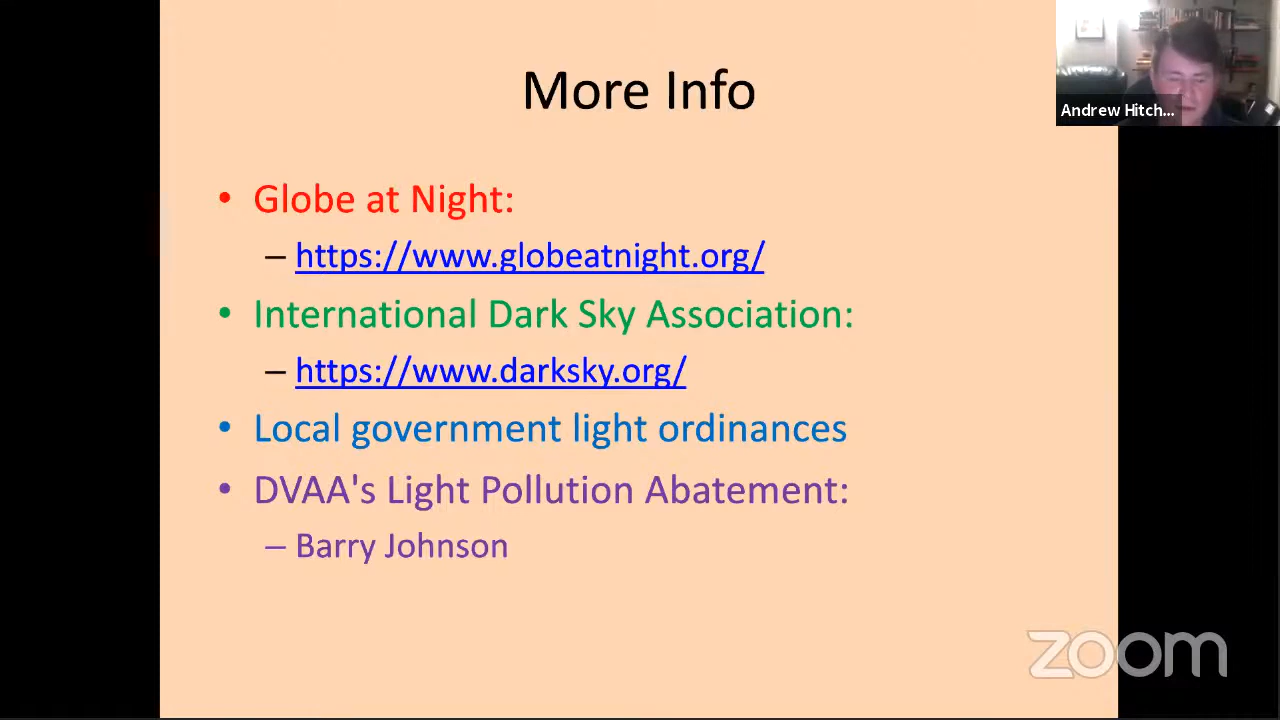 More Info
Andrew Hitch...
• Globe at Night:
– https://www.globeatnight.org/
• International Dark Sky Association:
– https://www.darksky.org/
• Local government light ordinances
• DVAA's Light Pollution Abatement:
– Barry Johnson
zoom